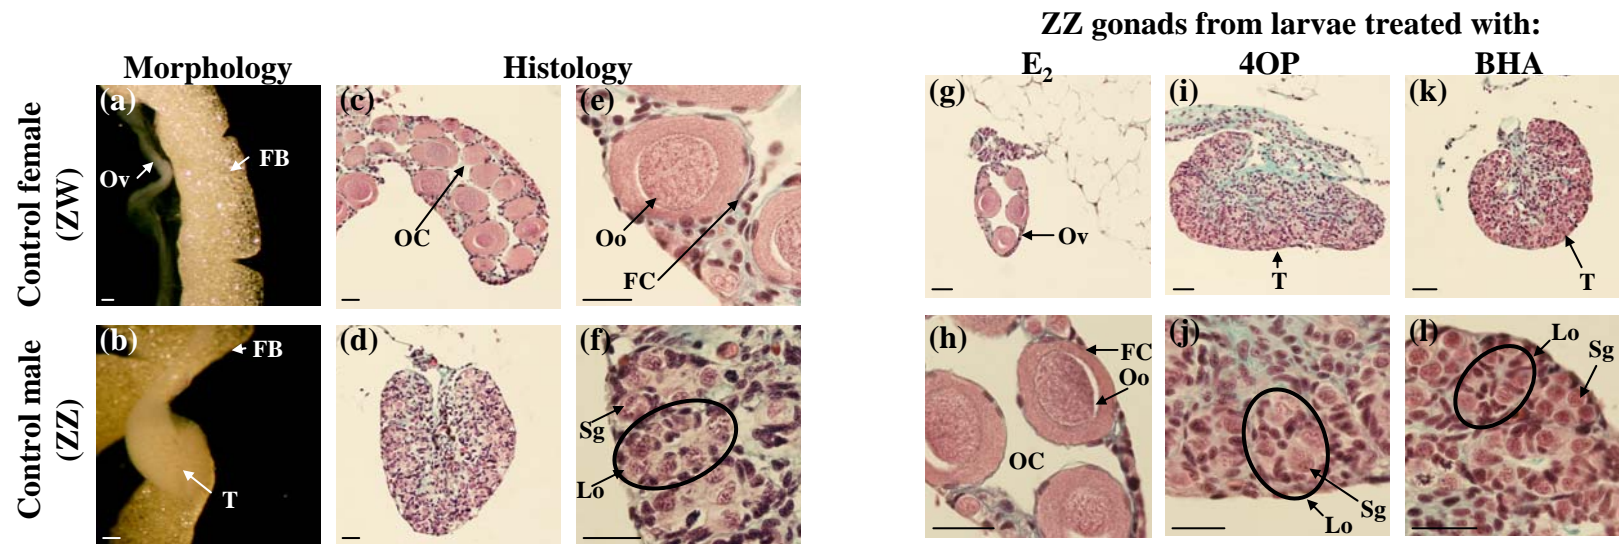 ZZ gonads from larvae treated with:
Morphology
Histology
E2
4OP
BHA
Control female
(ZW)
(a)
Ov
FB
(c)
OC
(e)
Oo
FC
(g)
Ov
(i)
T
(k)
T
Control male
(ZZ)
(b)
FB
T
(d)
(f)
Sg
Lo
(h)
FC
Oo
OC
(j)
Sg
Lo
(l)
Lo
Sg